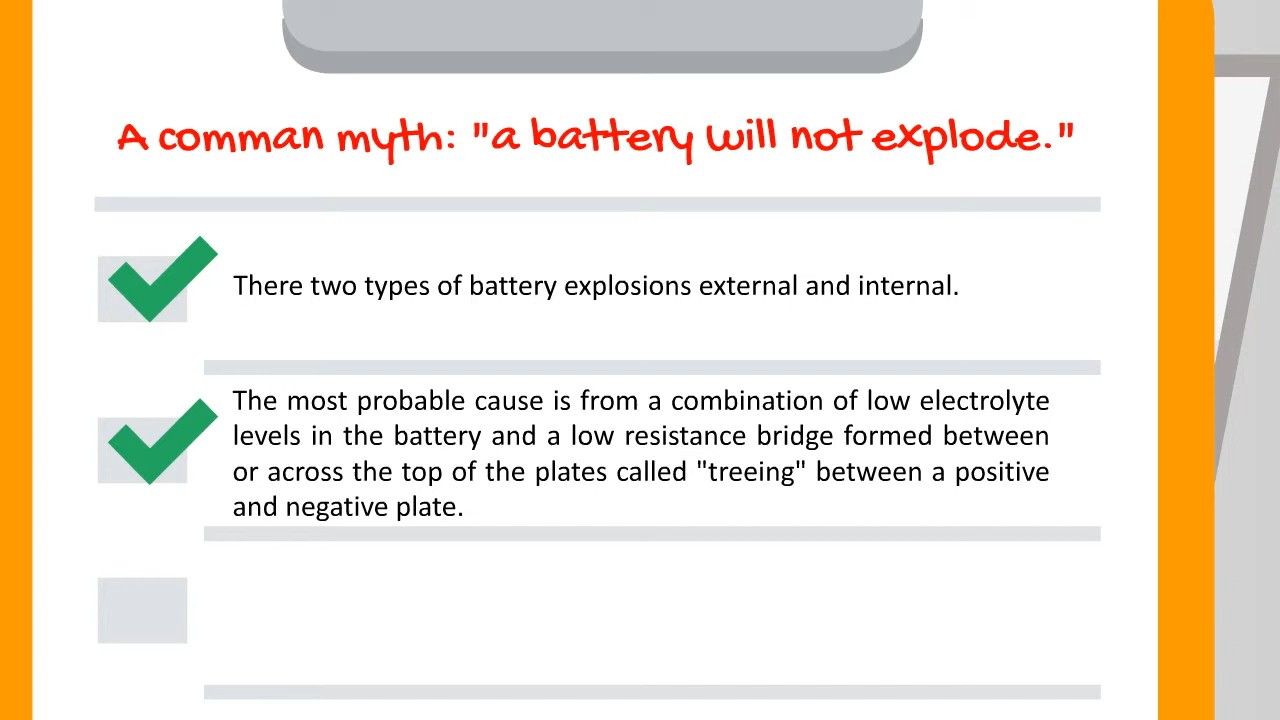 A comman myth: "a battery will not explode."
There two types of battery explosions external and internal.
The most probable cause is from a combination of low electrolyte
levels in the battery and a low resistance bridge formed between
or across the top of the plates called "treeing" between a positive
and negative plate.